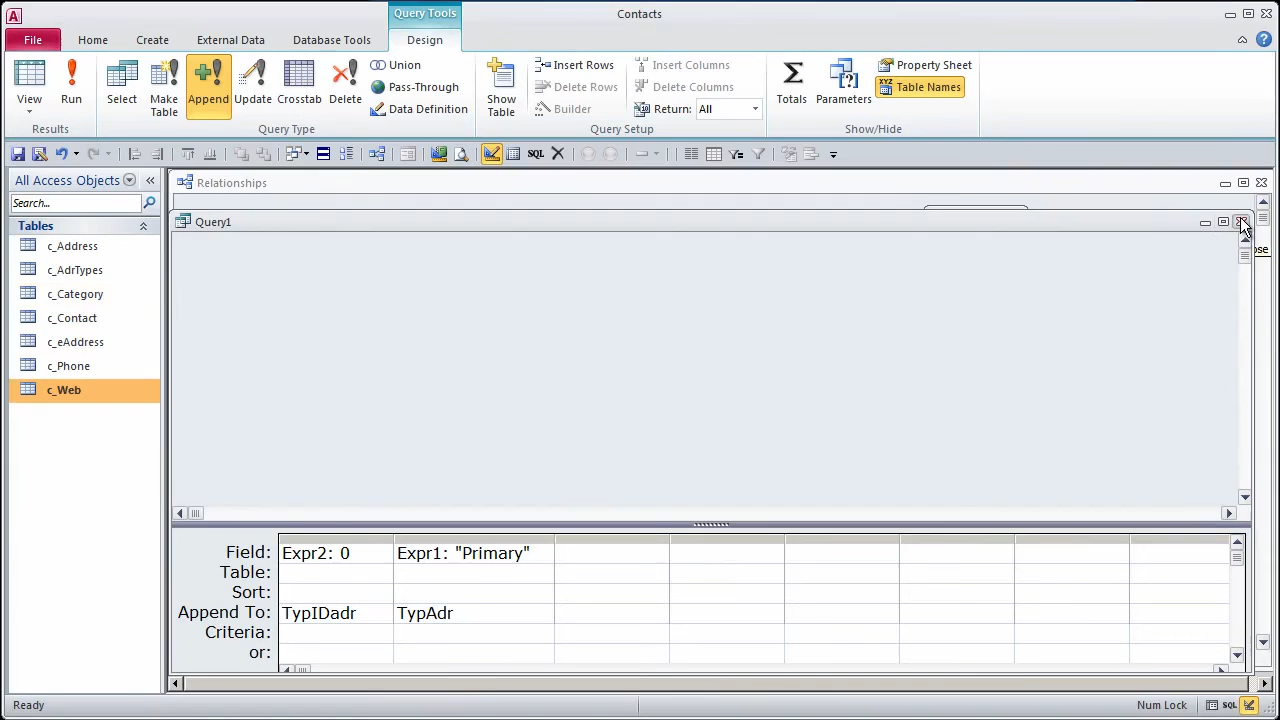 Query Tools
Contacts
File Home Create External Data Database Tools Design
View
Run
Results
Select
Make Table
Append
Update
Crosstab
Delete
Union
Pass-Through
Data Definition
Query Type
Show Table
Insert Rows
Delete Rows
Builder
Insert Columns
Delete Columns
Return: All
Query Setup
Totals
Parameters
Property Sheet
XYZ Table Names
Show/Hide
SQL
All Access Objects
Search...
Tables
c_Address
c_AdrTypes
c_Category
c_Contact
c_eAddress
c_Phone
c_Web
Relationships
Query1
ose
Field: Expr2: 0 Expr1: "Primary"
Table:
Sort:
Append To: TypIDadr TypAdr
Criteria:
or:
Ready
Num Lock
SQL